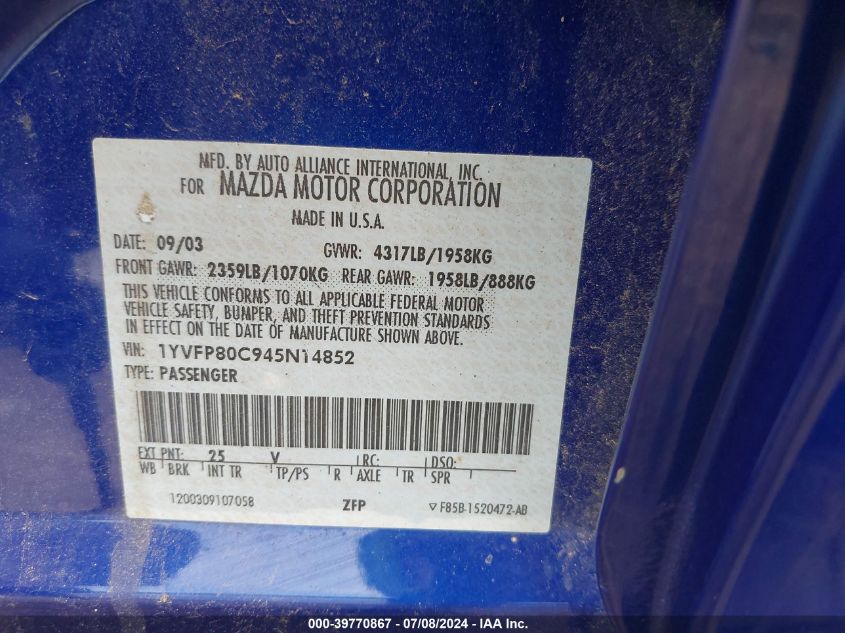 MFD. BY AUTO ALLIANCE INTERNATIONAL, INC.
FOR MAZDA MOTOR CORPORATION
MADE IN U.S.A.
DATE: 09/03 GVWR: 4317LB/1958KG
FRONT GAWR: 2359LB/1070KG REAR GAWR: 1958LB/888KG
THIS VEHICLE CONFORMS TO ALL APPLICABLE FEDERAL MOTOR
VEHICLE SAFETY, BUMPER, AND THEFT PREVENTION STANDARDS
IN EFFECT ON THE DATE OF MANUFACTURE SHOWN ABOVE.
VIN: 1YVFP80C945N14852
TYPE: PASSENGER
EXT PNT: 25 V RC: DSO:
WB BRK INT TR TP/PS R AXLE TR SPR
1200309107058 ZFP ▽ F85B-1520472-AB
000-39770867 - 07/08/2024 - IAA Inc.